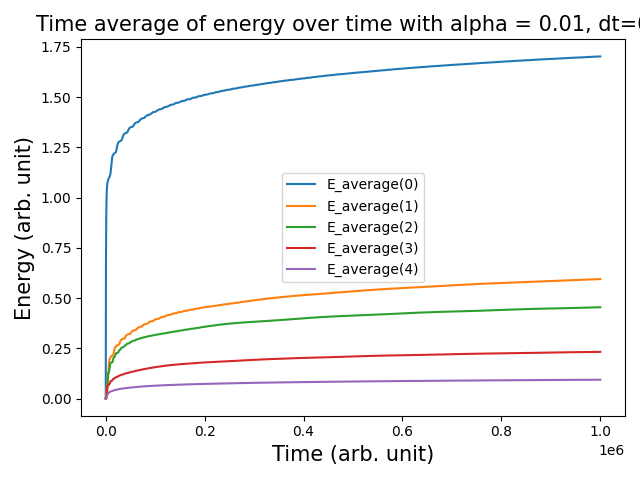 Time average of energy over time with alpha = 0.01, dt=
Energy (arb. unit)
1.75
1.50
1.25
1.00
0.75
0.50
0.25
0.00
E_average(0)
E_average(1)
E_average(2)
E_average(3)
E_average(4)
0.0 0.2 0.4 0.6 0.8 1.0
1e6
Time (arb. unit)